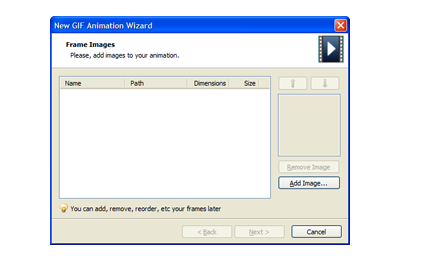 New GIF Animation Wizard
Frame Images
Please, add images to your animation.
Name Path Dimensions Size
Remove Image
Add Image...
You can add, remove, reorder, etc your frames later
< Back Next > Cancel